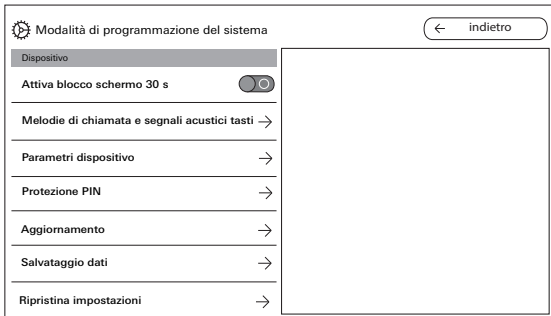 Modalità di programmazione del sistema
indietro
Dispositivo
Attiva blocco schermo 30 s
Melodie di chiamata e segnali acustici tasti
Parametri dispositivo
Protezione PIN
Aggiornamento
Salvataggio dati
Ripristina impostazioni